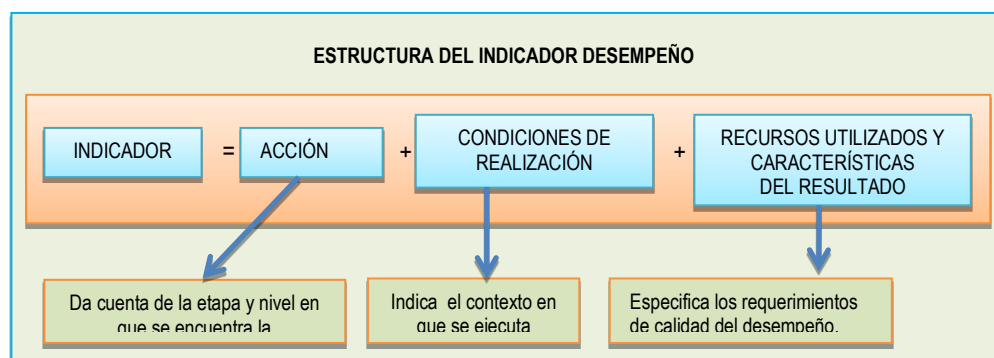 ESTRUCTURA DEL INDICADOR DESEMPEÑO
INDICADOR = ACCIÓN + CONDICIONES DE REALIZACIÓN + RECURSOS UTILIZADOS Y CARACTERÍSTICAS DEL RESULTADO
Da cuenta de la etapa y nivel en
que se encuentra la
Indica el contexto en
que se ejecuta
Especifica los requerimientos
de calidad del desempeño.